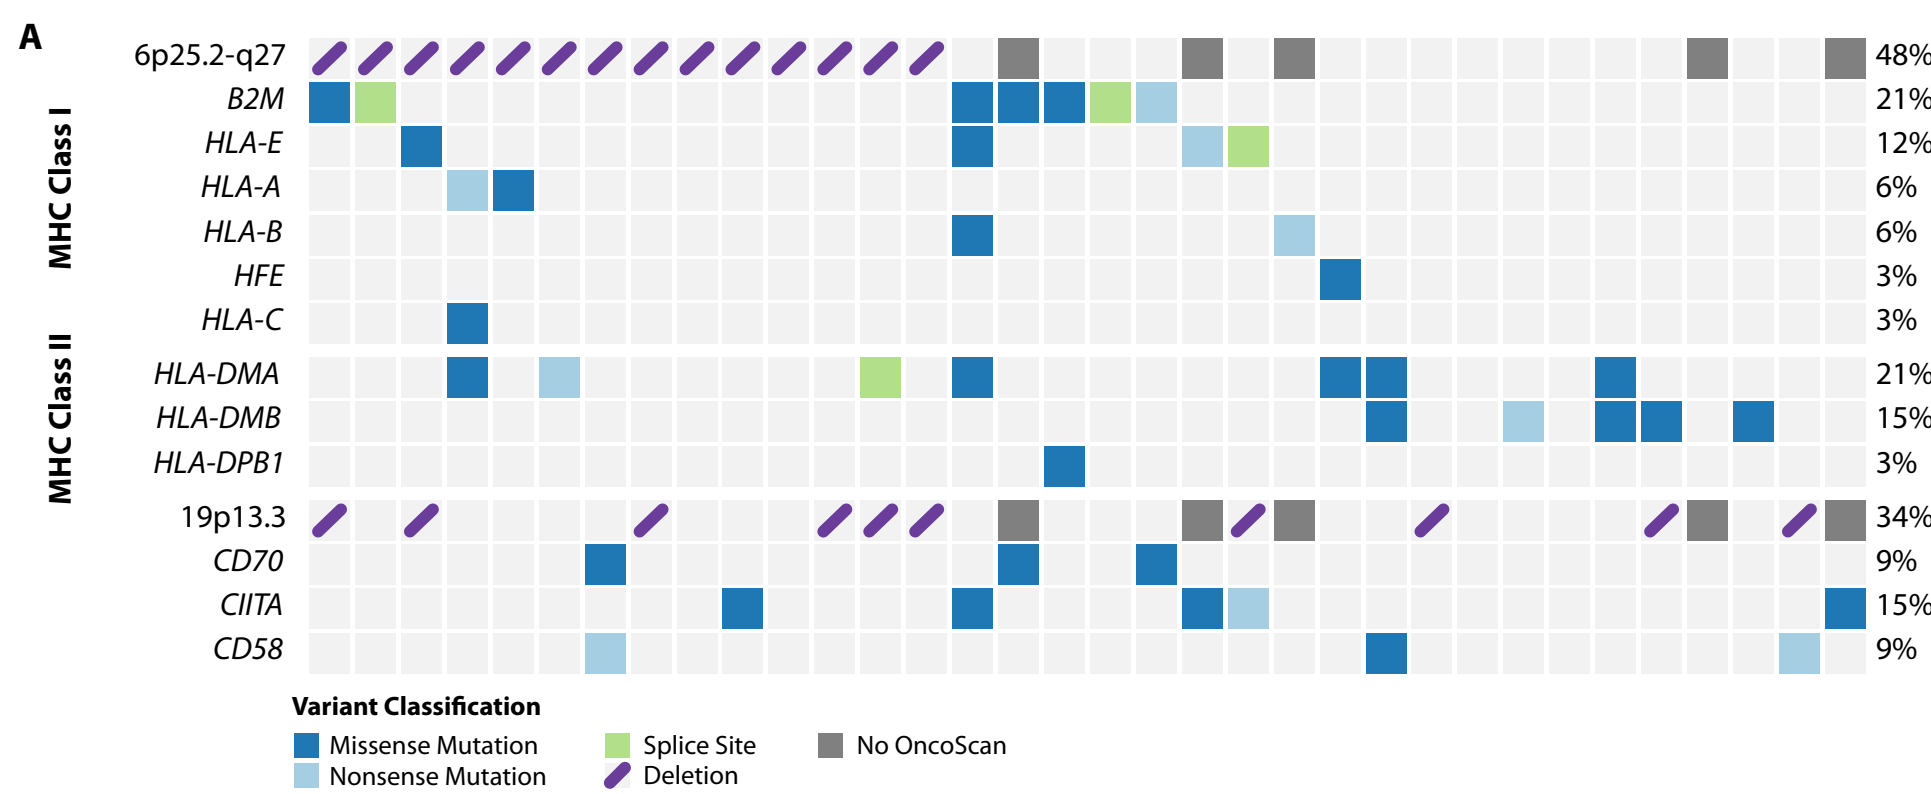 A
6p25.2-q27 48%
MHC Class I
B2M 21%
HLA-E 12%
HLA-A 6%
HLA-B 6%
HFE 3%
HLA-C 3%
MHC Class II
HLA-DMA 21%
HLA-DMB 15%
HLA-DPB1 3%
19p13.3 34%
CD70 9%
CIITA 15%
CD58 9%
Variant Classification
Missense Mutation Splice Site No OncoScan
Nonsense Mutation Deletion